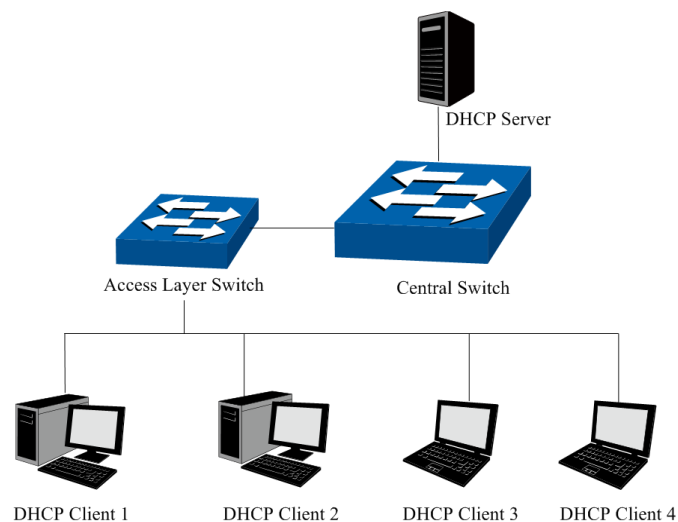 DHCP Server
Access Layer Switch
Central Switch
DHCP Client 1
DHCP Client 2
DHCP Client 3
DHCP Client 4